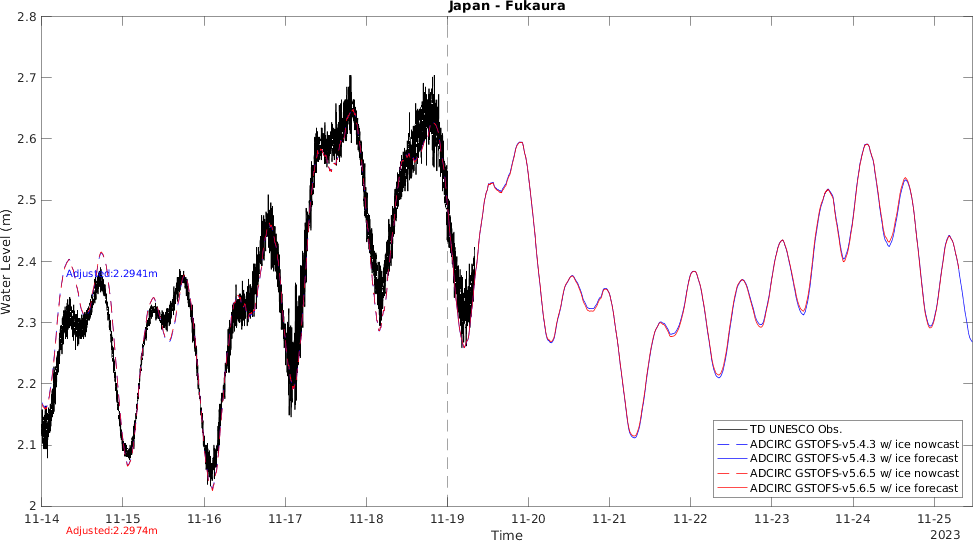 Japan - Fukaura
2.8
2.7
2.6
2.5
2.4
2.3
2.2
2.1
2
Water Level (m)
Adjusted:2.2941m
TD UNESCO Obs.
ADCIRC GSTOFS-v5.4.3 w/ ice nowcast
ADCIRC GSTOFS-v5.4.3 w/ ice forecast
ADCIRC GSTOFS-v5.6.5 w/ ice nowcast
ADCIRC GSTOFS-v5.6.5 w/ ice forecast
11-14 11-15 11-16 11-17 11-18 11-19 11-20 11-21 11-22 11-23 11-24 11-25
Adjusted:2.2974m
Time
2023